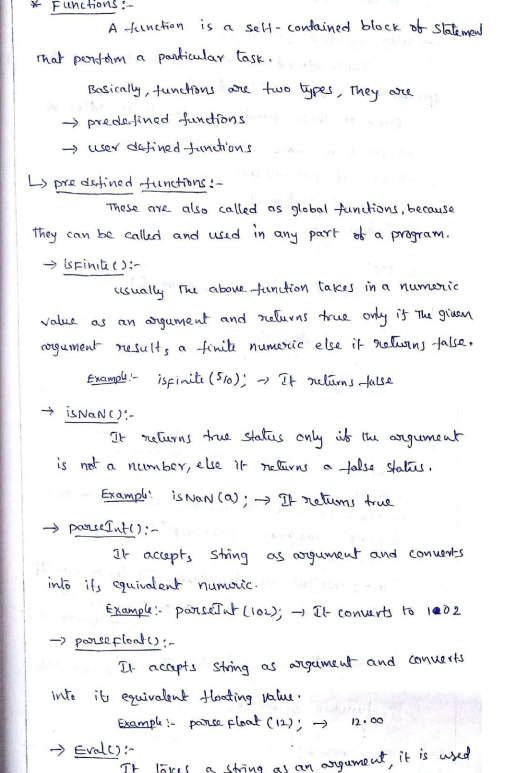 * Functions :-
A function is a self-contained block of Statement
That perform a particular task.
Basically, functions are two types, They are
→ predefined functions
→ user defined functions
↳ pre defined functions :-
These are also called as global functions, because
they can be called and used in any part of a program.
→ isFinite() :-
usually The above function takes in a numeric
value as an argument and returns true only if The given
argument results a finite numeric else it returns false.
Example :- isfinite (5/0); → It returns false
→ isNaN() :-
It returns true status only if the argument
is not a number, else it returns a false status.
Example: isNaN (a); → It returns true
→ parseInt() :-
It accepts string as argument and converts
into its equivalent numeric.
Example :- parseInt (102); → It converts to 102
→ parsefloat() :-
It accepts string as argument and converts
into its equivalent floating value.
Example :- parse float (12); → 12.00
→ Eval() :-
It takes a string as an argument, it is used